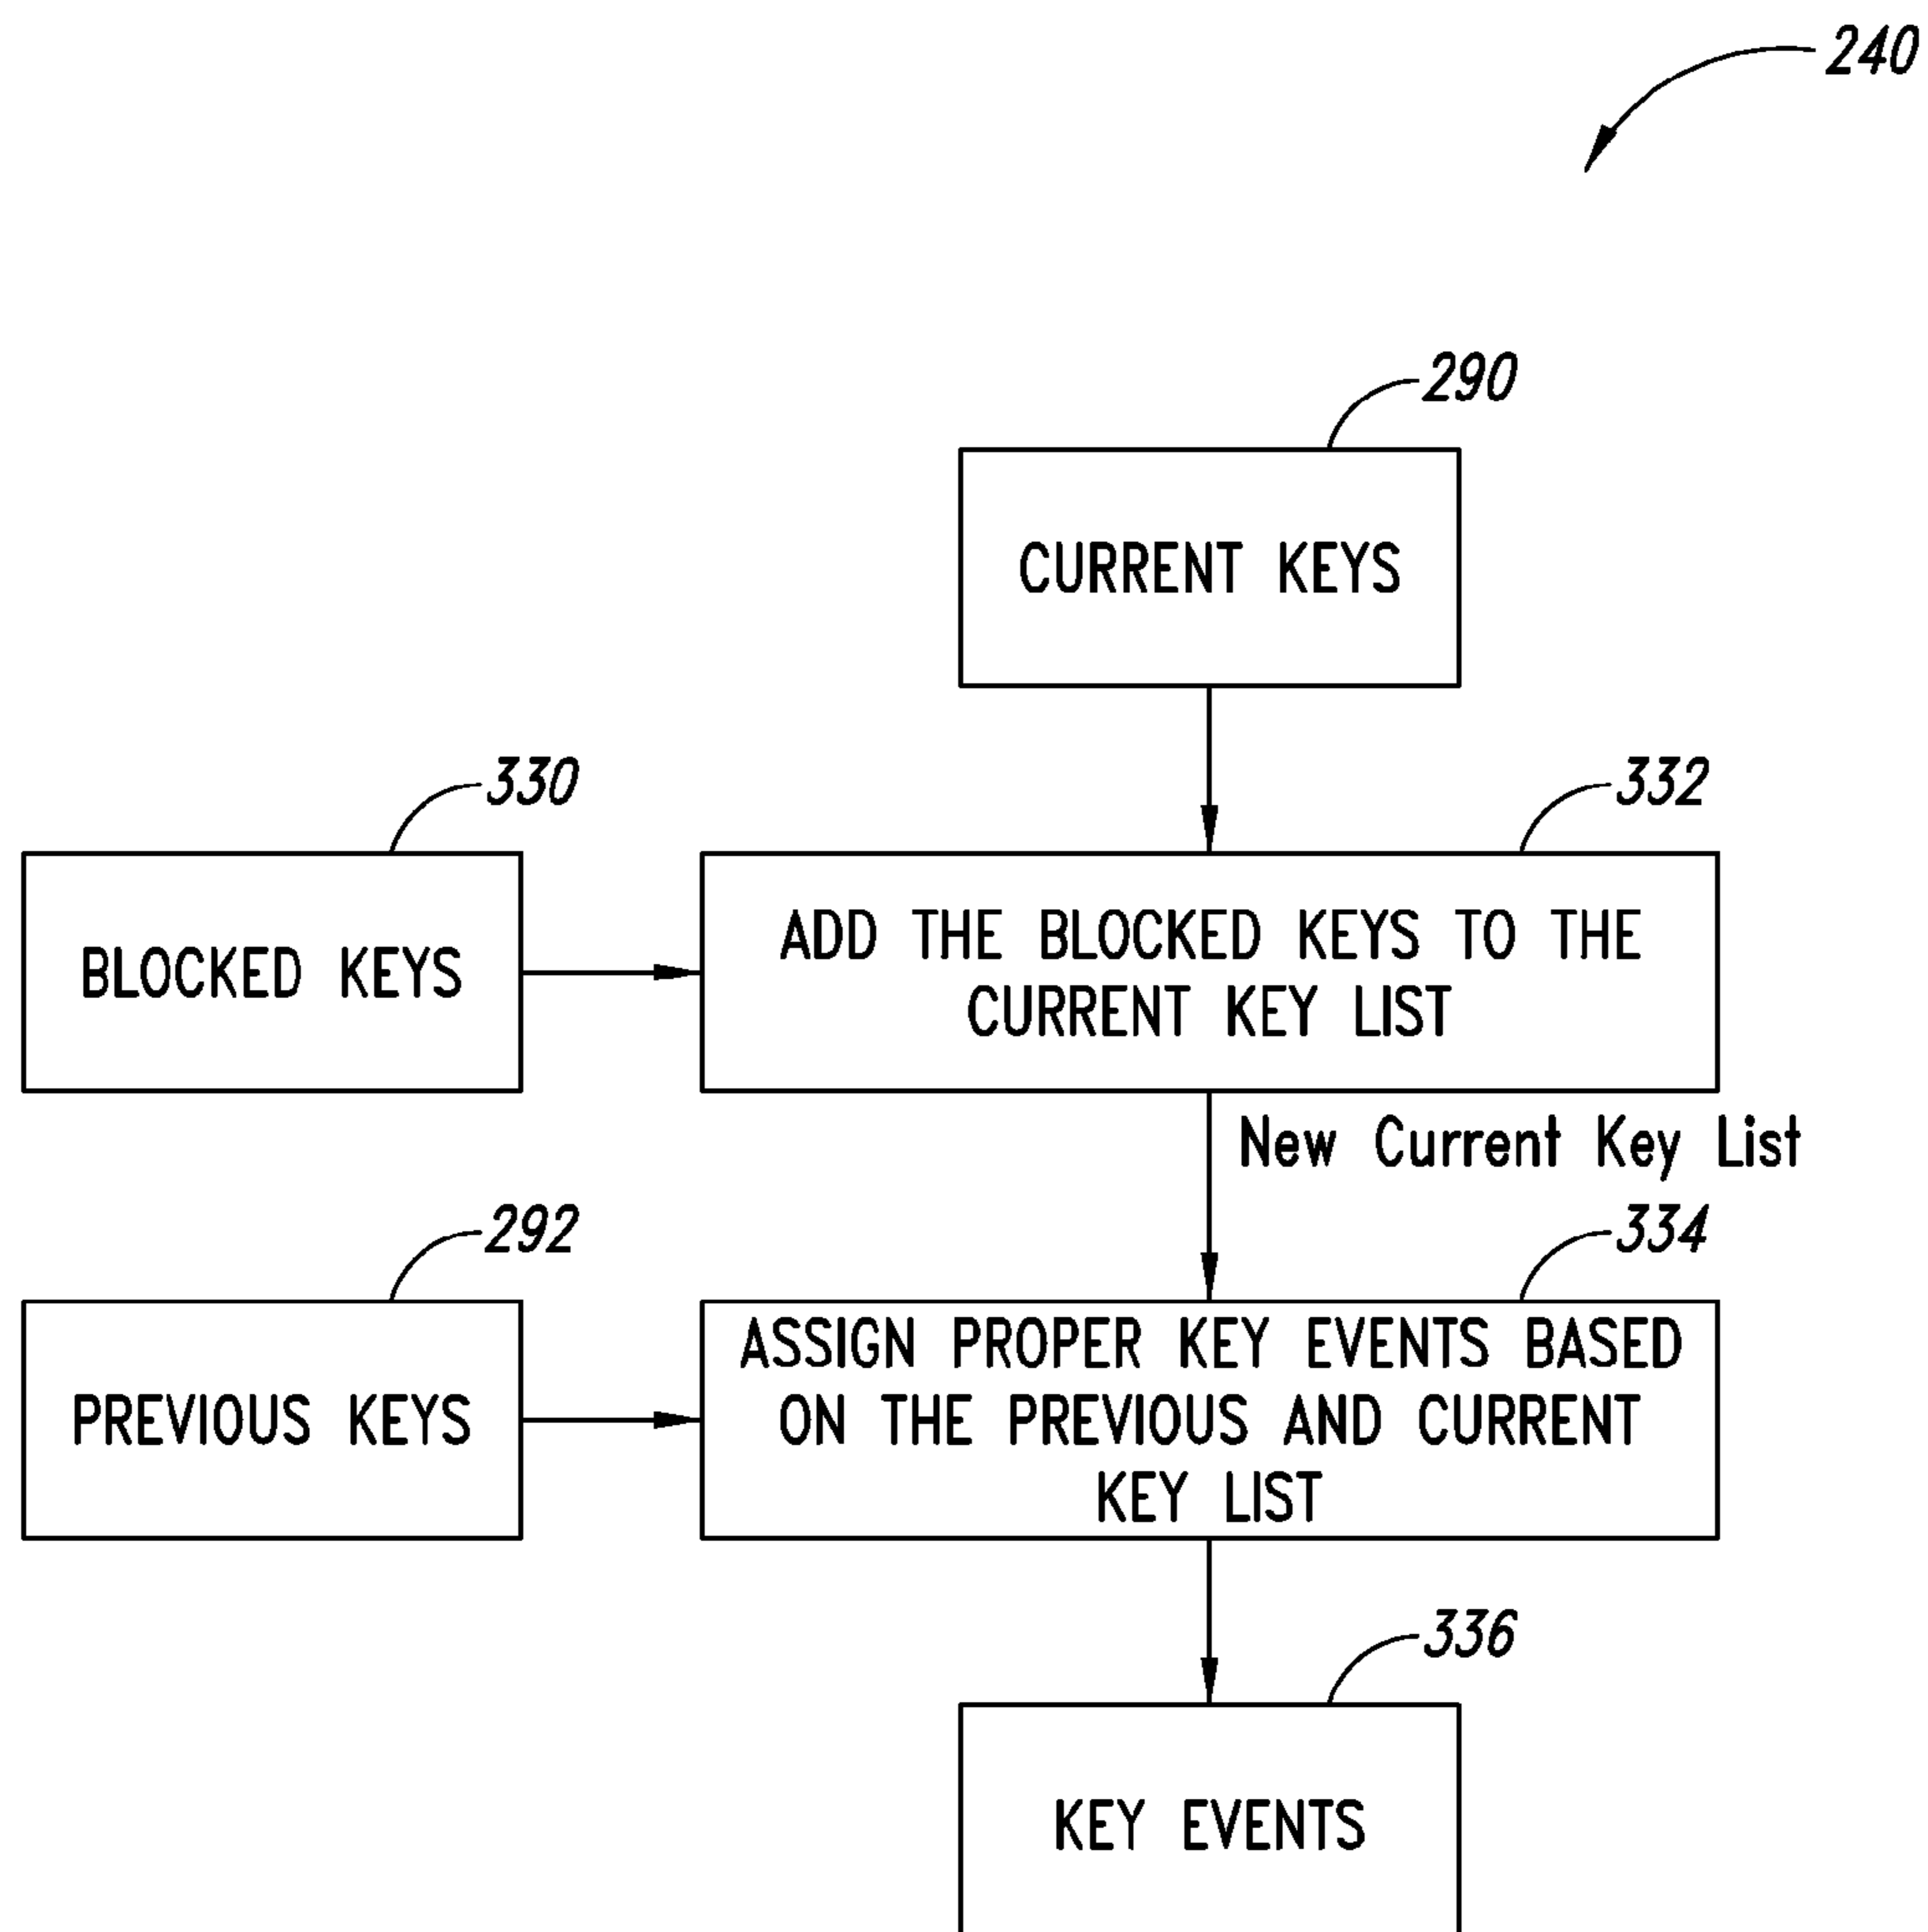 240
290
CURRENT KEYS
330
332
BLOCKED KEYS
ADD THE BLOCKED KEYS TO THE
CURRENT KEY LIST
New Current Key List
292
334
PREVIOUS KEYS
ASSIGN PROPER KEY EVENTS BASED
ON THE PREVIOUS AND CURRENT
KEY LIST
336
KEY EVENTS